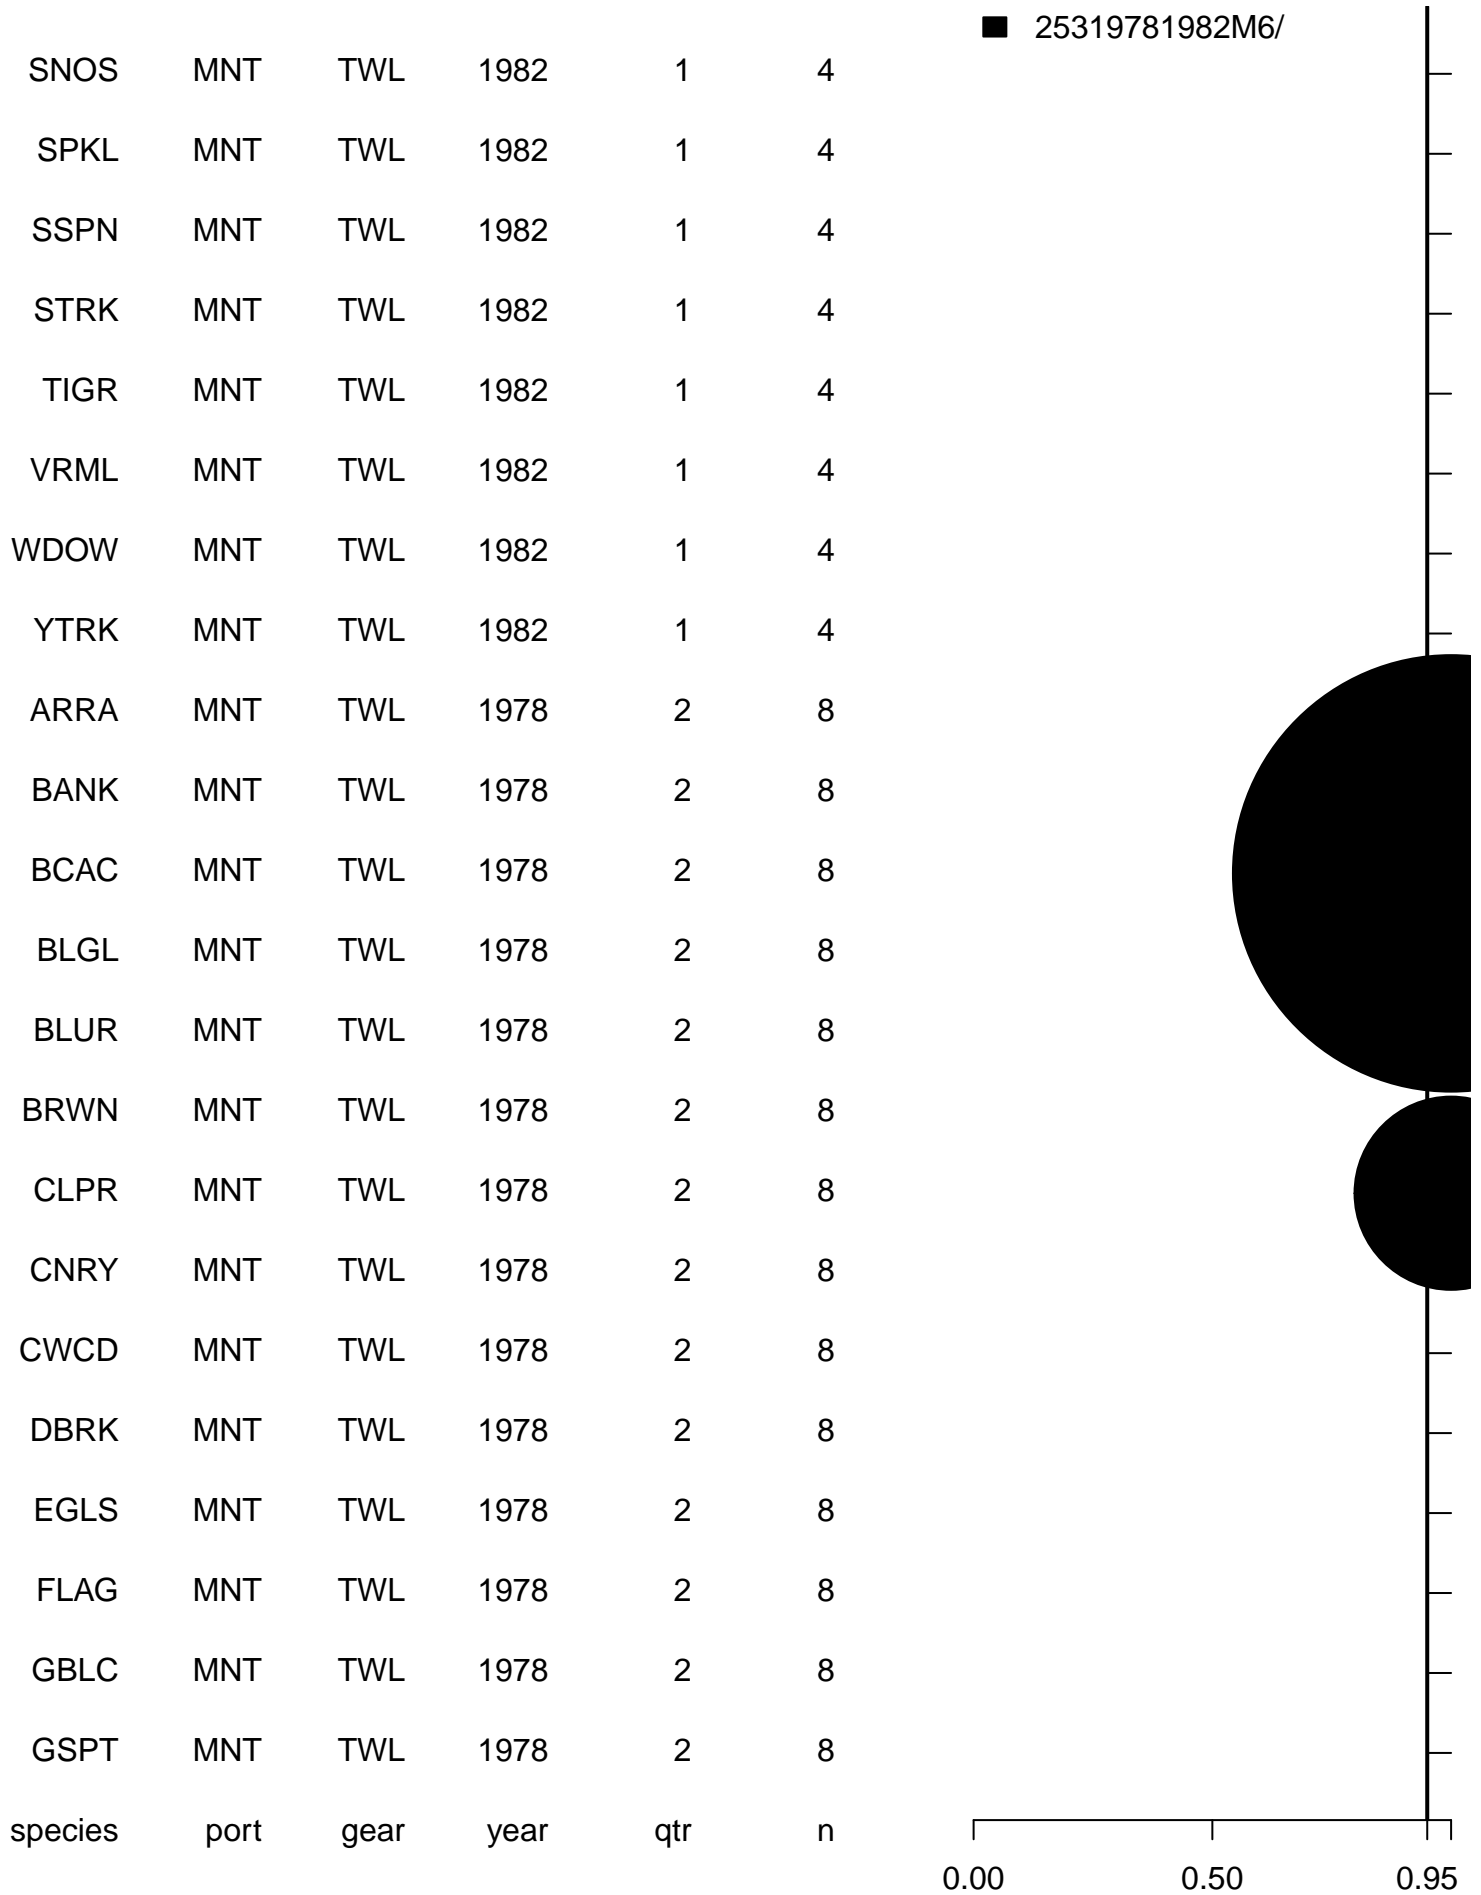 25319781982M6/
SNOS MNT TWL 1982 1 4
SPKL MNT TWL 1982 1 4
SSPN MNT TWL 1982 1 4
STRK MNT TWL 1982 1 4
TIGR MNT TWL 1982 1 4
VRML MNT TWL 1982 1 4
WDOW MNT TWL 1982 1 4
YTRK MNT TWL 1982 1 4
ARRA MNT TWL 1978 2 8
BANK MNT TWL 1978 2 8
BCAC MNT TWL 1978 2 8
BLGL MNT TWL 1978 2 8
BLUR MNT TWL 1978 2 8
BRWN MNT TWL 1978 2 8
CLPR MNT TWL 1978 2 8
CNRY MNT TWL 1978 2 8
CWCD MNT TWL 1978 2 8
DBRK MNT TWL 1978 2 8
EGLS MNT TWL 1978 2 8
FLAG MNT TWL 1978 2 8
GBLC MNT TWL 1978 2 8
GSPT MNT TWL 1978 2 8
species port gear year qtr n
0.00 0.50 0.95